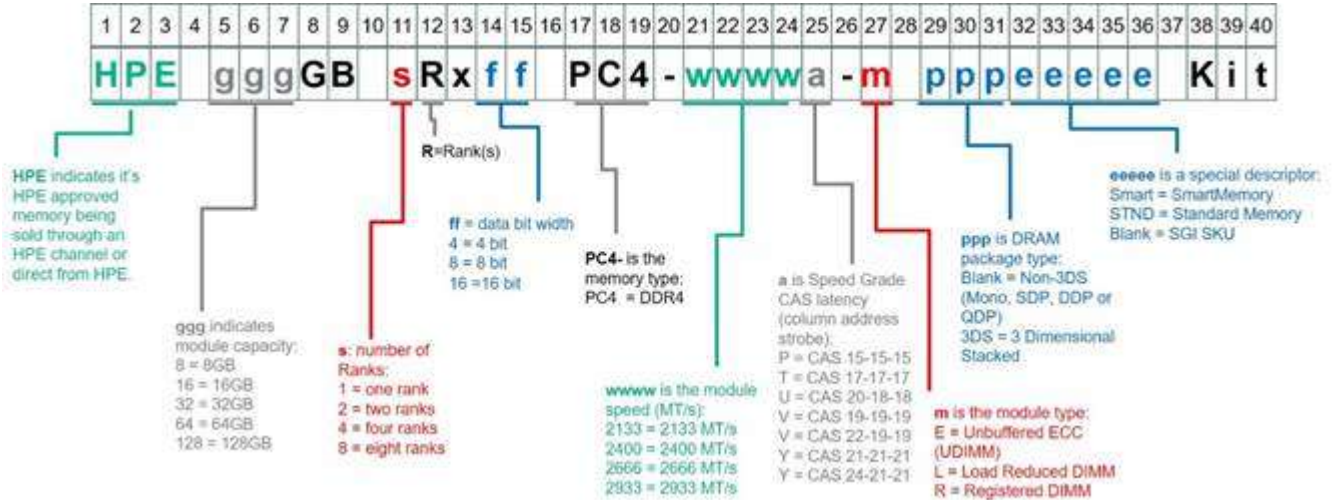 1 2 3 4 5 6 7 8 9 10 11 12 13 14 15 16 17 18 19 20 21 22 23 24 25 26 27 28 29 30 31 32 33 34 35 36 37 38 39 40
HPE gggGB sRxff PC4-wwwwa-m pppeeeee Kit
HPE indicates it's
HPE approved
memory being
sold through an
HPE channel or
direct from HPE.
ggg indicates
module capacity:
8 = 8GB
16 = 16GB
32 = 32GB
64 = 64GB
128 = 128GB
s: number of
Ranks:
1 = one rank
2 = two ranks
4 = four ranks
8 = eight ranks
R=Rank(s)
ff = data bit width
4 = 4 bit
8 = 8 bit
16 =16 bit
PC4- is the
memory type:
PC4 = DDR4
wwww is the module
speed (MT/s):
2133 = 2133 MT/s
2400 = 2400 MT/s
2666 = 2666 MT/s
2933 = 2933 MT/s
a is Speed Grade
CAS latency
(column address
strobe):
P = CAS 15-15-15
T = CAS 17-17-17
U = CAS 20-18-18
V = CAS 19-19-19
V = CAS 22-19-19
Y = CAS 21-21-21
Y = CAS 24-21-21
m is the module type:
E = Unbuffered ECC
(UDIMM)
L = Load Reduced DIMM
R = Registered DIMM
ppp is DRAM
package type:
Blank = Non-3DS
(Mono, SDP, DDP or
QDP)
3DS = 3 Dimensional
Stacked
eeeee is a special descriptor:
Smart = SmartMemory
STND = Standard Memory
Blank = SGI SKU